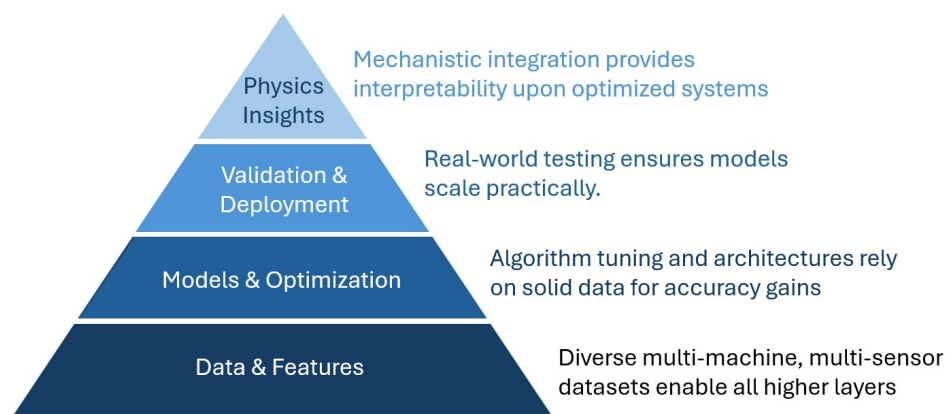 Physics
Insights
Mechanistic integration provides
interpretability upon optimized systems
Validation &
Deployment
Real-world testing ensures models
scale practically.
Models & Optimization
Algorithm tuning and architectures rely
on solid data for accuracy gains
Data & Features
Diverse multi-machine, multi-sensor
datasets enable all higher layers